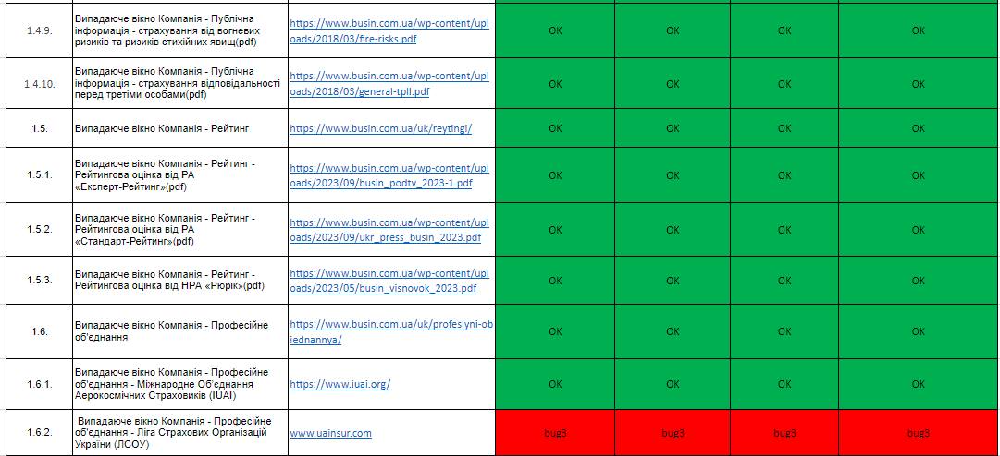 1.4.9.
Випадаюче вікно Компанія - Публічна
інформація - страхування від вогневих
ризиків та ризиків стихійних явищ(pdf)
https://www.busin.com.ua/wp-content/upl
oads/2018/03/fire-risks.pdf
OK
OK
OK
OK
1.4.10.
Випадаюче вікно Компанія - Публічна
інформація - страхування відповідальності
перед третіми особами(pdf)
https://www.busin.com.ua/wp-content/upl
oads/2018/03/general-tpll.pdf
OK
OK
OK
OK
1.5.
Випадаюче вікно Компанія - Рейтинг
https://www.busin.com.ua/uk/reytingi/
OK
OK
OK
OK
1.5.1.
Випадаюче вікно Компанія - Рейтинг -
Рейтингова оцінка від РА
«Експерт-Рейтинг»(pdf)
https://www.busin.com.ua/wp-content/upl
oads/2023/09/busin_podtv_2023-1.pdf
OK
OK
OK
OK
1.5.2.
Випадаюче вікно Компанія - Рейтинг -
Рейтингова оцінка від РА
«Стандарт-Рейтинг»(pdf)
https://www.busin.com.ua/wp-content/upl
oads/2023/09/ukr_press_busin_2023.pdf
OK
OK
OK
OK
1.5.3.
Випадаюче вікно Компанія - Рейтинг -
Рейтингова оцінка від НРА «Рюрік»(pdf)
https://www.busin.com.ua/wp-content/upl
oads/2023/05/busin_visnovok_2023.pdf
OK
OK
OK
OK
1.6.
Випадаюче вікно Компанія - Професійне
об'єднання
https://www.busin.com.ua/uk/profesiyni-ob
iednannya/
OK
OK
OK
OK
1.6.1.
Випадаюче вікно Компанія - Професійне
об'єднання - Міжнародне Об'єднання
Аерокосмічних Страховиків (IUAI)
https://www.iuai.org/
OK
OK
OK
OK
1.6.2.
Випадаюче вікно Компанія - Професійне
об'єднання - Ліга Страхових Організацій
України (ЛСОУ)
www.uainsur.com
bug3
bug3
bug3
bug3